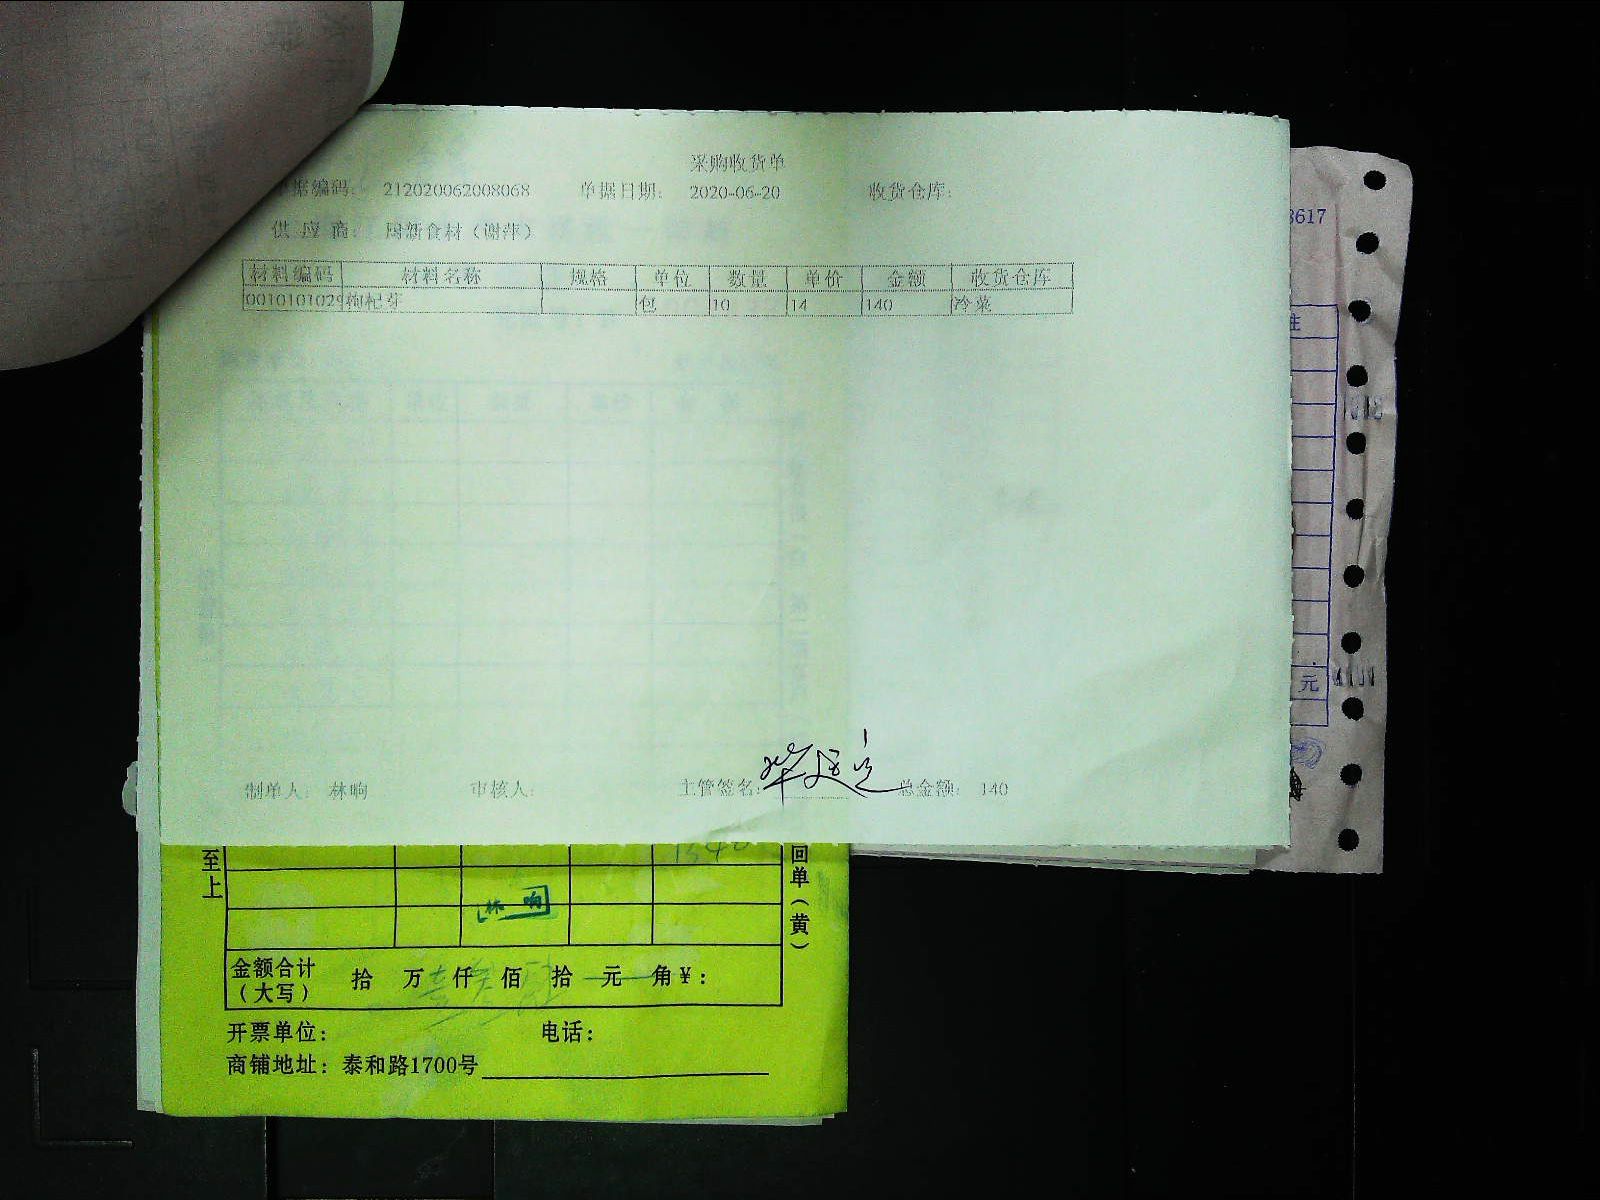 采购收货单
据编码: 212020062008068 单据日期: 2020-06-20 收货仓库:
供应商: 周新食材（谢萍）
材料编码 材料名称 规格 单位 数量 单价 金额 收货仓库
0010101029 枸杞芽 包 10 14 140 冷菜
制单人: 林晌 审核人: 主管签名: 总金额: 140
8617
注
元
至上
回单（黄）
林晌
金额合计（大写） 拾 万 仟 佰 拾 元 角 ¥:
开票单位: 电话:
商铺地址: 泰和路1700号